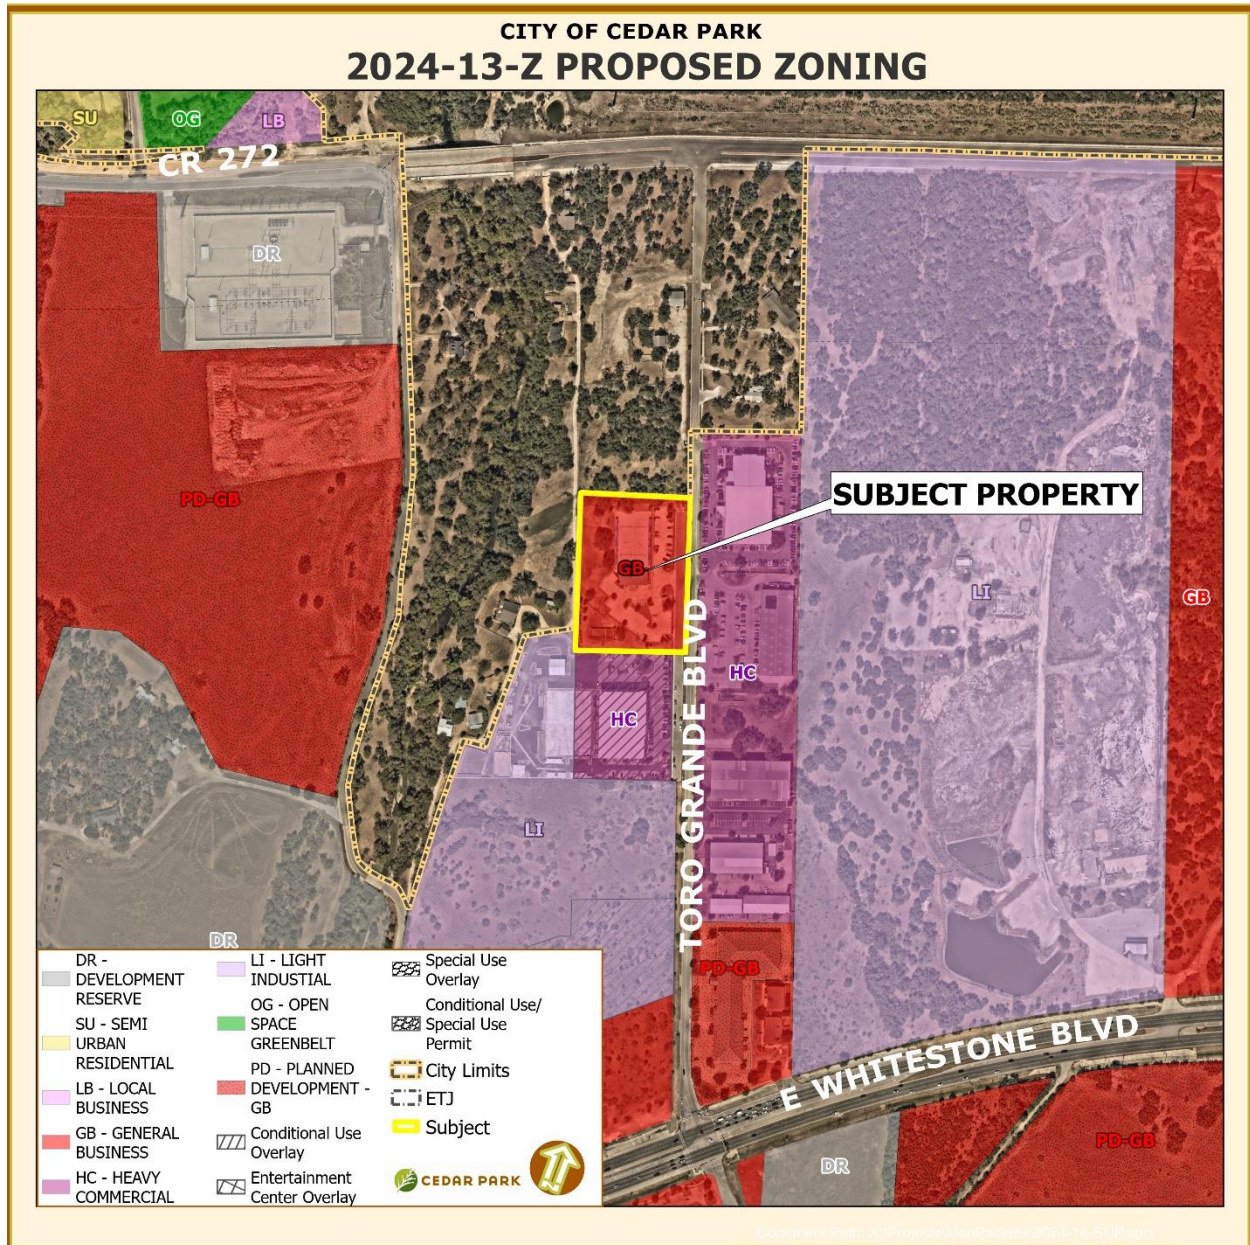 CITY OF CEDAR PARK
2024-13-Z PROPOSED ZONING
SU
OG
LB
CR 272
DR
PD-GB
SUBJECT PROPERTY
GB
LI
GB
HC
HC
TORO GRANDE BLVD
LI
DR
PD-GB
E WHITESTONE BLVD
PD-GB
DR
DR -
DEVELOPMENT
RESERVE
SU - SEMI
URBAN
RESIDENTIAL
LB - LOCAL
BUSINESS
GB - GENERAL
BUSINESS
HC - HEAVY
COMMERCIAL
LI - LIGHT
INDUSTIAL
OG - OPEN
SPACE
GREENBELT
PD - PLANNED
DEVELOPMENT -
GB
Conditional Use
Overlay
Entertainment
Center Overlay
Special Use
Overlay
Conditional Use/
Special Use
Permit
City Limits
ETJ
Subject
CEDAR PARK